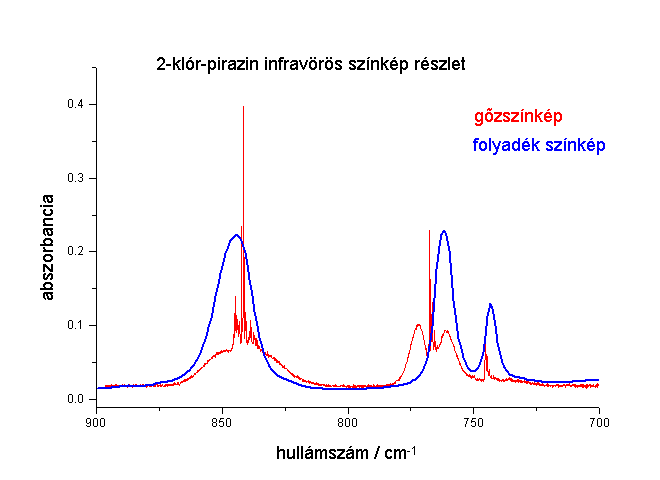 2-klór-pirazin infravörös színkép részlet
gőzszínkép
folyadék színkép
abszorbancia
0.4
0.3
0.2
0.1
0.0
900 850 800 750 700
hullámszám / cm-1